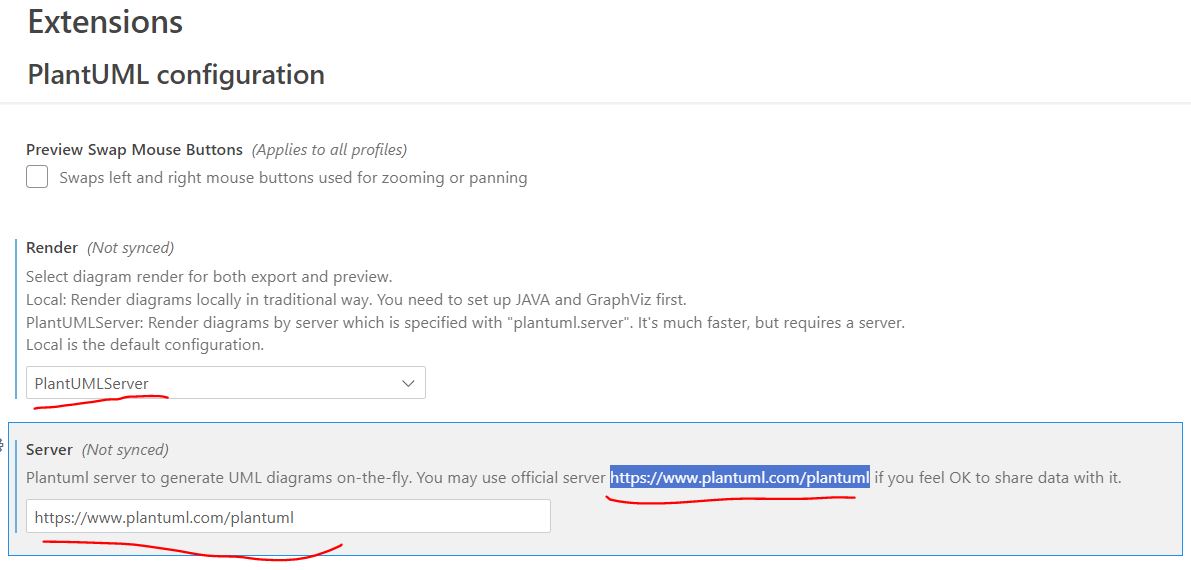 Extensions
PlantUML configuration
Preview Swap Mouse Buttons (Applies to all profiles)
Swaps left and right mouse buttons used for zooming or panning
Render (Not synced)
Select diagram render for both export and preview.
Local: Render diagrams locally in traditional way. You need to set up JAVA and GraphViz first.
PlantUMLServer: Render diagrams by server which is specified with "plantuml.server". It's much faster, but requires a server.
Local is the default configuration.
PlantUMLServer
Server (Not synced)
Plantuml server to generate UML diagrams on-the-fly. You may use official server https://www.plantuml.com/plantuml if you feel OK to share data with it.
https://www.plantuml.com/plantuml